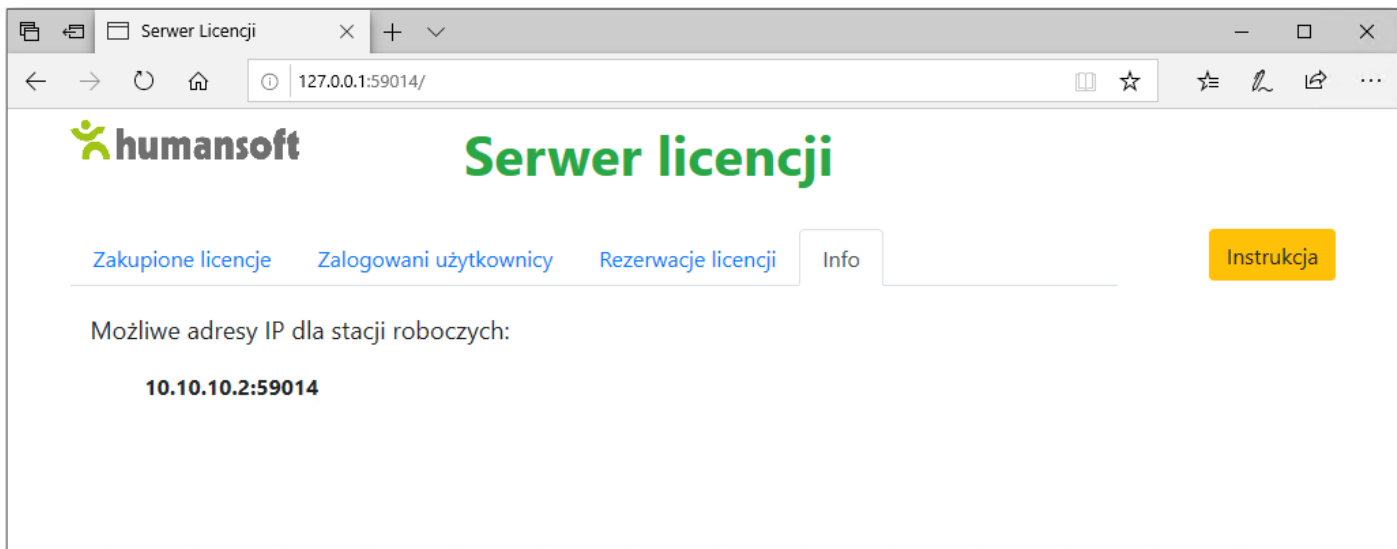 Serwer Licencji
127.0.0.1:59014/
humansoft
Serwer licencji
Zakupione licencje Zalogowani użytkownicy Rezerwacje licencji Info Instrukcja
Możliwe adresy IP dla stacji roboczych:
10.10.10.2:59014